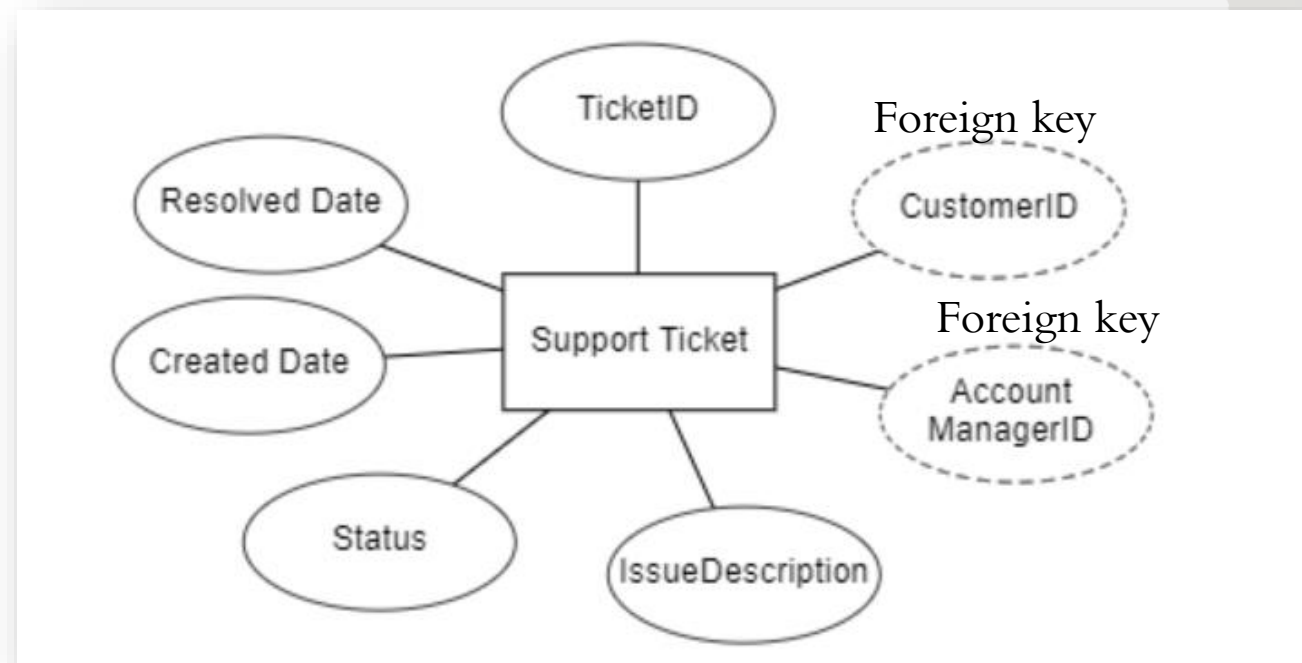 TicketID
Foreign key
Resolved Date
CustomerID
Foreign key
Support Ticket
Created Date
Account
ManagerID
Status
IssueDescription